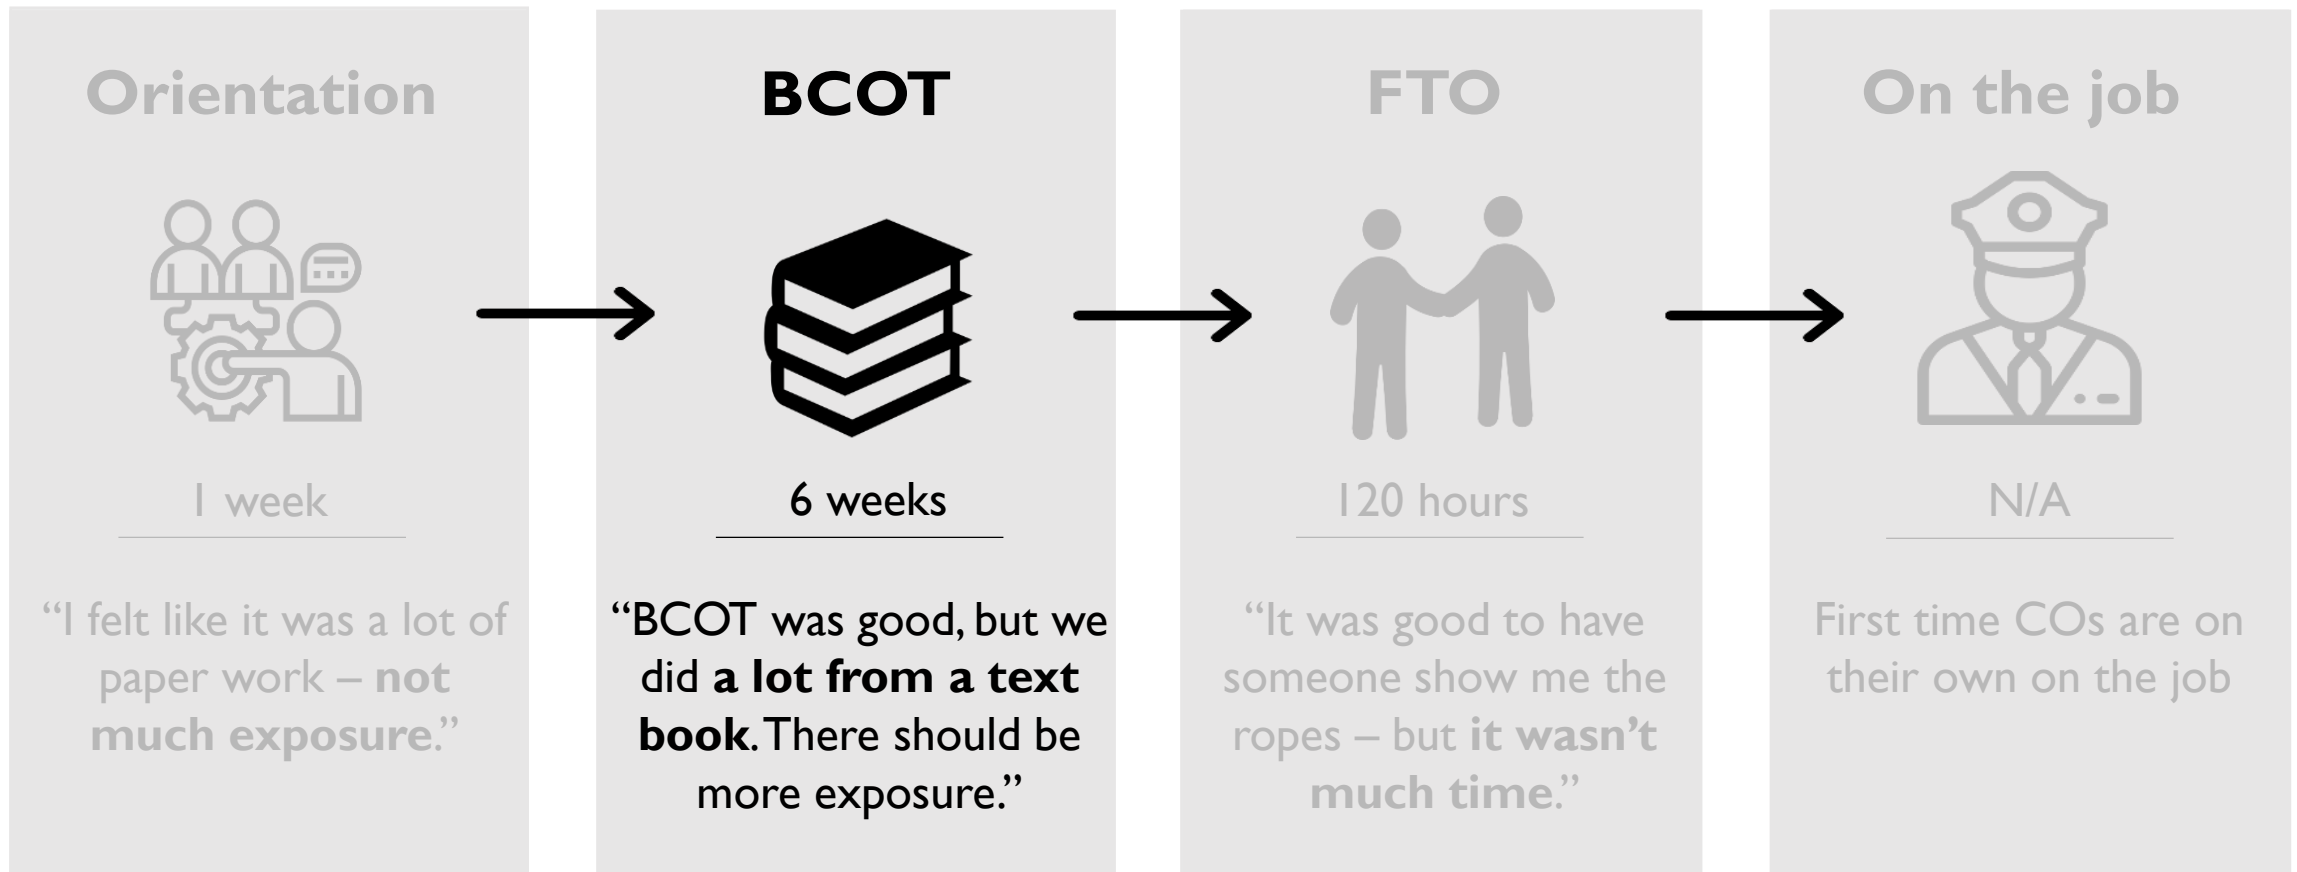 Orientation
1 week
“I felt like it was a lot of
paper work – not
much exposure.”
BCOT
6 weeks
“BCOT was good, but we
did a lot from a text
book. There should be
more exposure.”
FTO
120 hours
“It was good to have
someone show me the
ropes – but it wasn’t
much time.”
On the job
N/A
First time COs are on
their own on the job